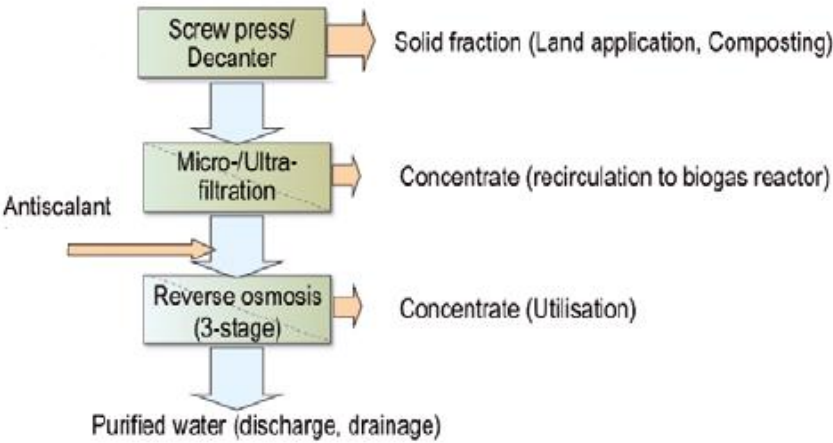 Screw press/
Decanter
Solid fraction (Land application, Composting)
Micro-/Ultra-
filtration
Concentrate (recirculation to biogas reactor)
Antiscalant
Reverse osmosis
(3-stage)
Concentrate (Utilisation)
Purified water (discharge, drainage)